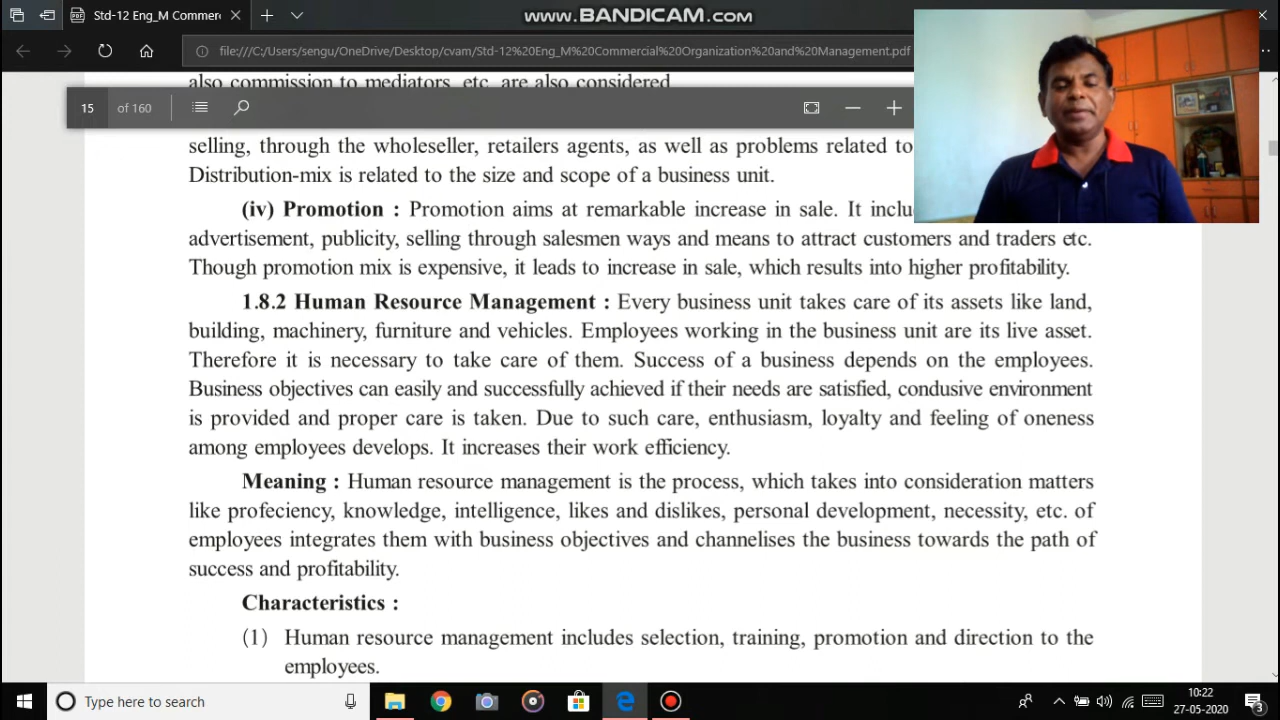 Std-12 Eng_M Commerc
www.BANDICAM.com
file:///C:/Users/sengu/OneDrive/Desktop/cvam/Std-12%20Eng_M%20Commercial%20Organization%20and%20Management.pdf
also commission to mediators, etc. are also considered
15 of 160
selling, through the wholeseller, retailers agents, as well as problems related to
Distribution-mix is related to the size and scope of a business unit.
(iv) Promotion : Promotion aims at remarkable increase in sale. It inclu
advertisement, publicity, selling through salesmen ways and means to attract customers and traders etc.
Though promotion mix is expensive, it leads to increase in sale, which results into higher profitability.
1.8.2 Human Resource Management : Every business unit takes care of its assets like land,
building, machinery, furniture and vehicles. Employees working in the business unit are its live asset.
Therefore it is necessary to take care of them. Success of a business depends on the employees.
Business objectives can easily and successfully achieved if their needs are satisfied, condusive environment
is provided and proper care is taken. Due to such care, enthusiasm, loyalty and feeling of oneness
among employees develops. It increases their work efficiency.
Meaning : Human resource management is the process, which takes into consideration matters
like profeciency, knowledge, intelligence, likes and dislikes, personal development, necessity, etc. of
employees integrates them with business objectives and channelises the business towards the path of
success and profitability.
Characteristics :
(1) Human resource management includes selection, training, promotion and direction to the
employees.
Type here to search
10:22
27-05-2020
3